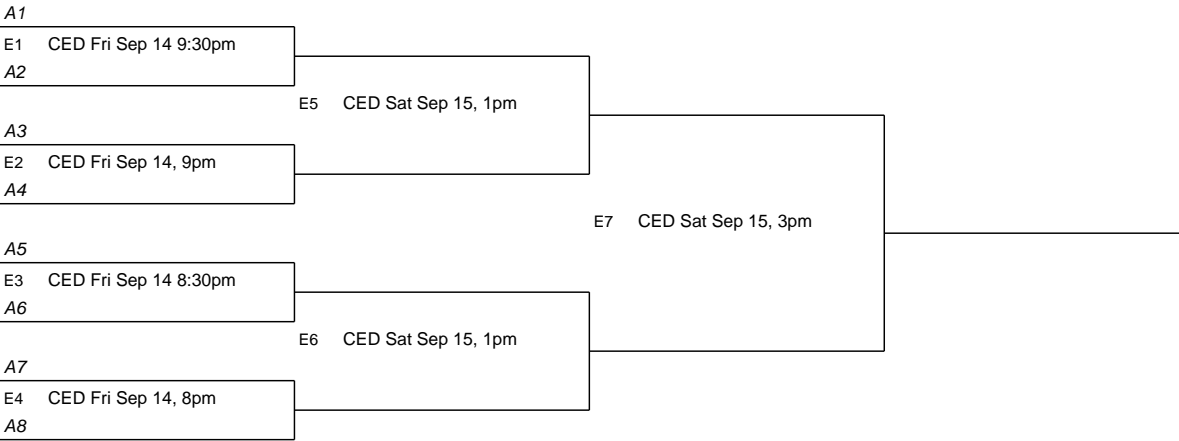 A1
E1 CED Fri Sep 14 9:30pm
A2
E5 CED Sat Sep 15, 1pm
A3
E2 CED Fri Sep 14, 9pm
A4
E7 CED Sat Sep 15, 3pm
A5
E3 CED Fri Sep 14 8:30pm
A6
E6 CED Sat Sep 15, 1pm
A7
E4 CED Fri Sep 14, 8pm
A8